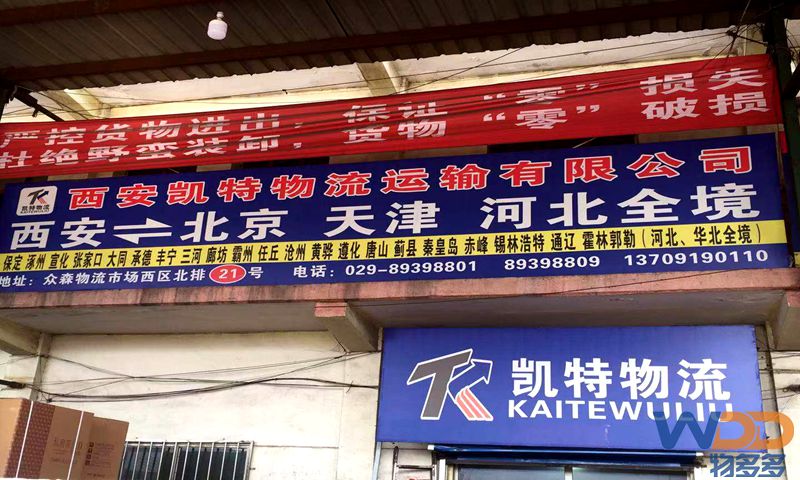 严控货物进出，保证“零”损失
杜绝野蛮装卸，货物“零”破损
西安凯特物流运输有限公司
凯特物流
KAITEWULIU
西安⇌北京 天津 河北全境
保定 涿州 宣化 张家口 大同 承德 丰宁 三河 廊坊 霸州 任丘 沧州 黄骅 遵化 唐山 蓟县 秦皇岛 赤峰 锡林浩特 通辽 霍林郭勒（河北、华北全境）
地址：众森物流市场西区北排21号 电话：029-89398801 89398809 13709190110
凯特物流
KAITEWULIU
WDD
物多多